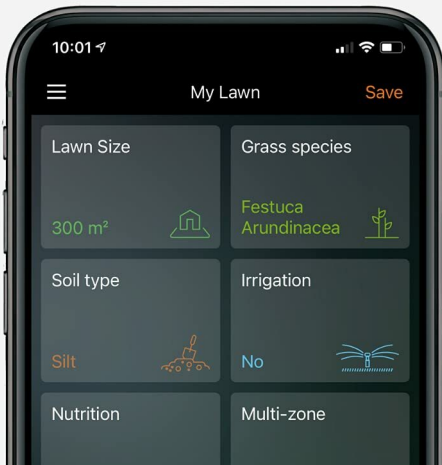 10:01
My Lawn
Save
Lawn Size
Grass species
300 m²
Festuca
Arundinacea
Soil type
Irrigation
Silt
No
Nutrition
Multi-zone